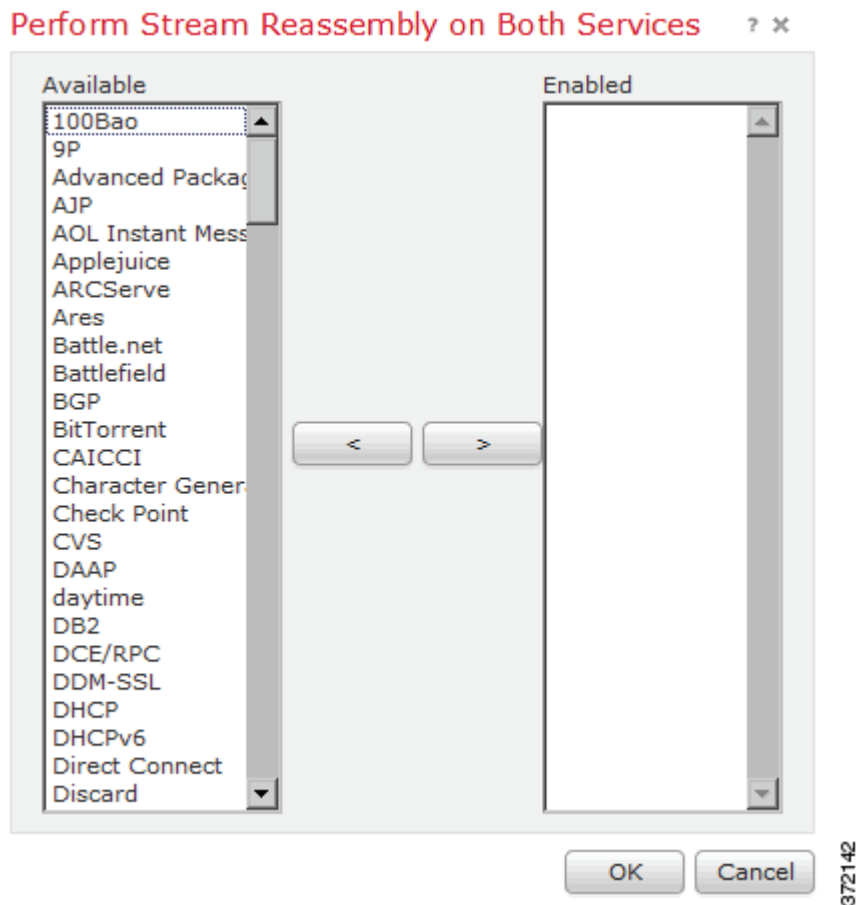 Perform Stream Reassembly on Both Services ? ×
Available
Enabled
100Bao
9P
Advanced Packag
AJP
AOL Instant Mess
Applejuice
ARCServe
Ares
Battle.net
Battlefield
BGP
BitTorrent
CAICCI
Character Gener
Check Point
CVS
DAAP
daytime
DB2
DCE/RPC
DDM-SSL
DHCP
DHCPv6
Direct Connect
Discard
< >
OK Cancel
372142